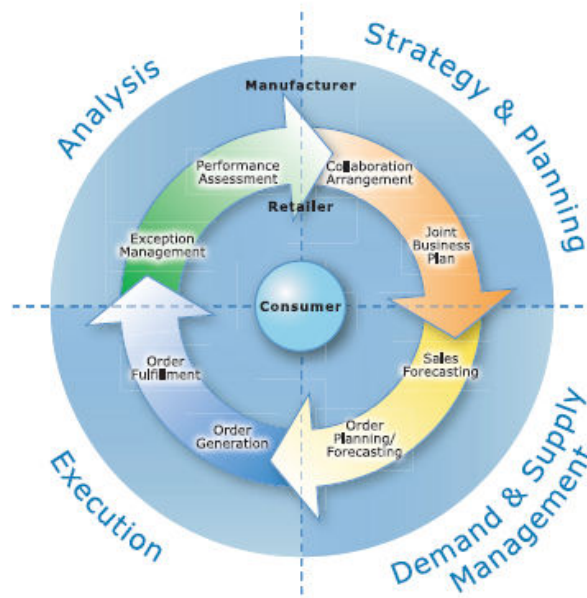 Analysis
Strategy & Planning
Manufacturer
Performance
Assessment
Collaboration
Arrangement
Retailer
Exception
Management
Joint
Business
Plan
Consumer
Order
Fulfillment
Sales
Forecasting
Order
Generation
Order
Planning/
Forecasting
Execution
Demand & Supply
Management